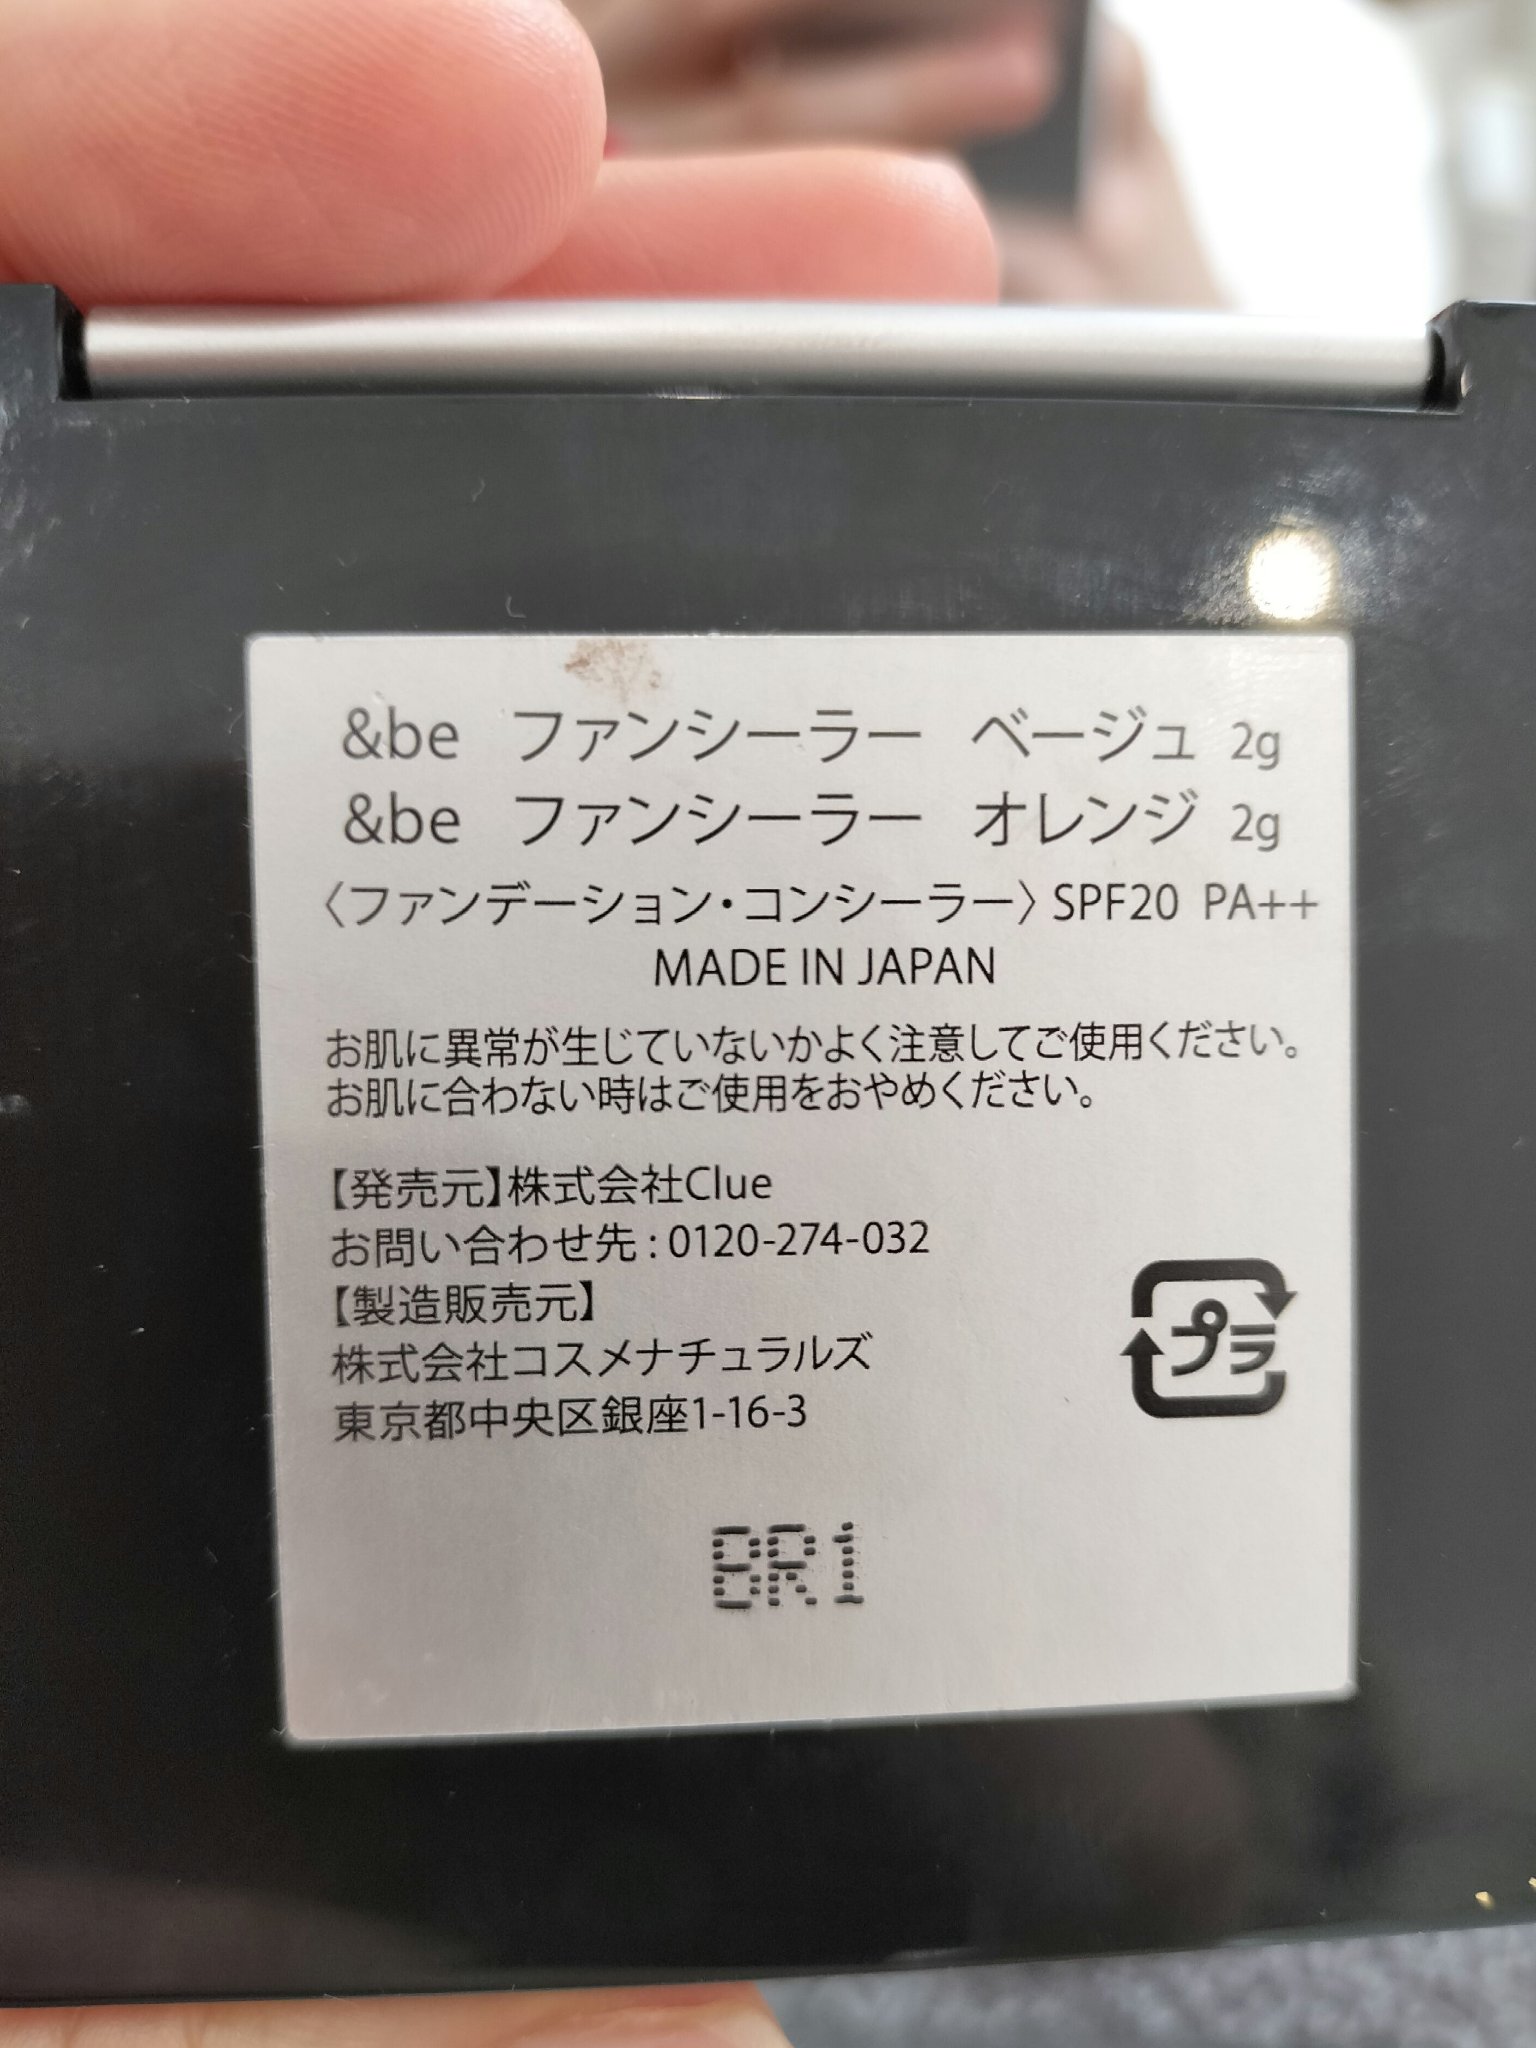 &be ファンシーラー ベージュ 2g
&be ファンシーラー オレンジ 2g
〈ファンデーション・コンシーラー〉SPF20 PA++
MADE IN JAPAN
お肌に異常が生じていないかよく注意してご使用ください。
お肌に合わない時はご使用をおやめください。
【発売元】株式会社Clue
お問い合わせ先:0120-274-032
【製造販売元】
株式会社コスメナチュラルズ
東京都中央区銀座1-16-3
プラ
BR1